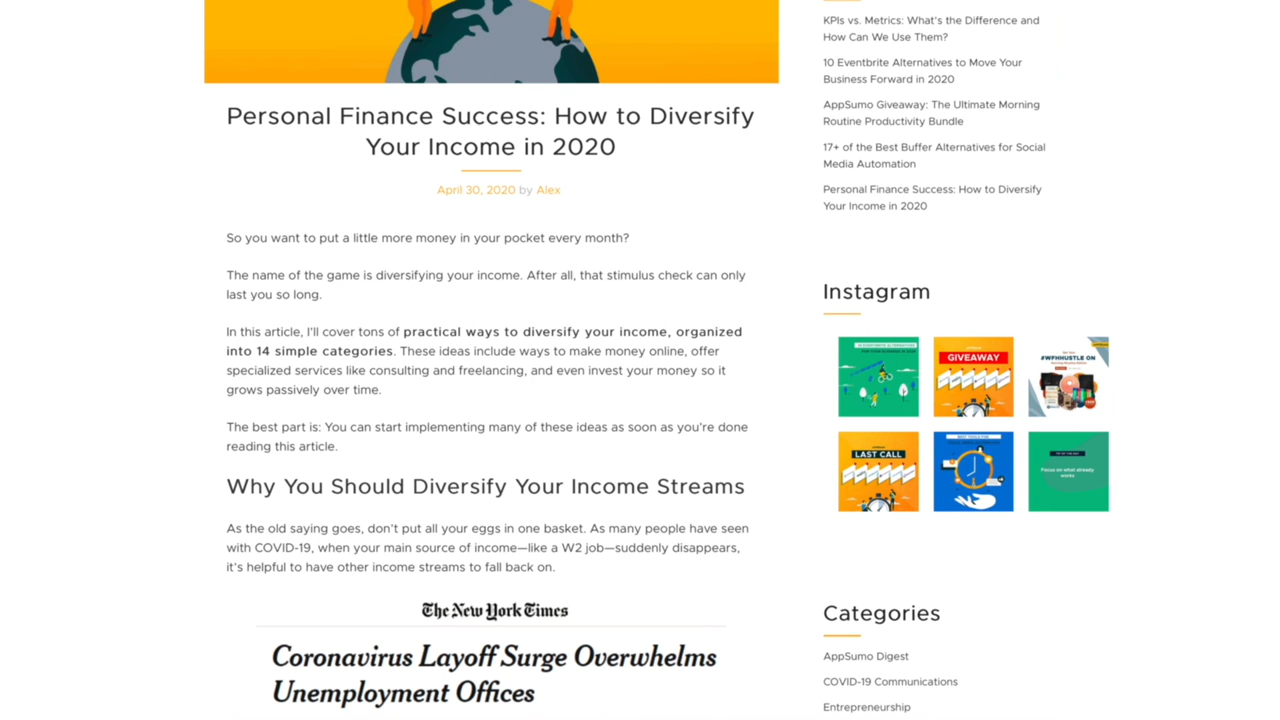 Personal Finance Success: How to Diversify
Your Income in 2020
April 30, 2020 by Alex
So you want to put a little more money in your pocket every month?
The name of the game is diversifying your income. After all, that stimulus check can only
last you so long.
In this article, I'll cover tons of practical ways to diversify your income, organized
into 14 simple categories. These ideas include ways to make money online, offer
specialized services like consulting and freelancing, and even invest your money so it
grows passively over time.
The best part is: You can start implementing many of these ideas as soon as you're done
reading this article.
Why You Should Diversify Your Income Streams
As the old saying goes, don't put all your eggs in one basket. As many people have seen
with COVID-19, when your main source of income—like a W2 job—suddenly disappears,
it's helpful to have other income streams to fall back on.
The New York Times
Coronavirus Layoff Surge Overwhelms
Unemployment Offices
KPIs vs. Metrics: What's the Difference and
How Can We Use Them?
10 Eventbrite Alternatives to Move Your
Business Forward in 2020
AppSumo Giveaway: The Ultimate Morning
Routine Productivity Bundle
17+ of the Best Buffer Alternatives for Social
Media Automation
Personal Finance Success: How to Diversify
Your Income in 2020
Instagram
GIVEAWAY
#WFHHUSTLE ON
LAST CALL
Focus on what already
works
Categories
AppSumo Digest
COVID-19 Communications
Entrepreneurship